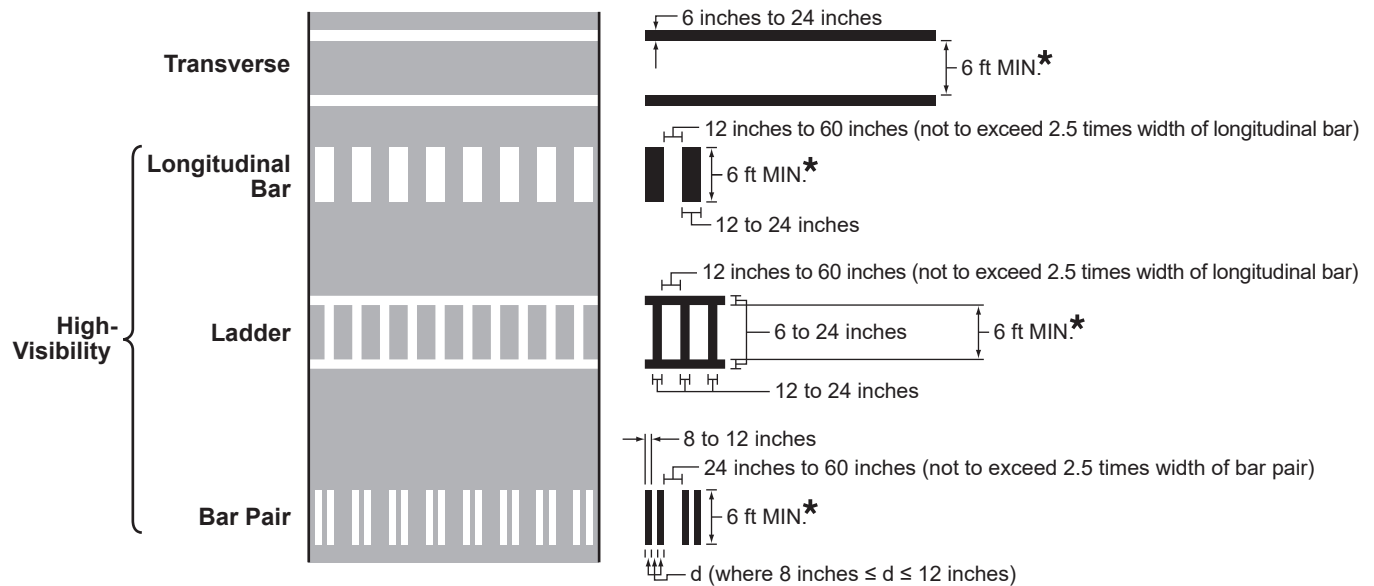 6 inches to 24 inches
Transverse
6 ft MIN.*
12 inches to 60 inches (not to exceed 2.5 times width of longitudinal bar)
Longitudinal
Bar
6 ft MIN.*
12 to 24 inches
12 inches to 60 inches (not to exceed 2.5 times width of longitudinal bar)
High-
Visibility
Ladder
6 to 24 inches
6 ft MIN.*
12 to 24 inches
8 to 12 inches
24 inches to 60 inches (not to exceed 2.5 times width of bar pair)
Bar Pair
6 ft MIN.*
d (where 8 inches ≤ d ≤ 12 inches)